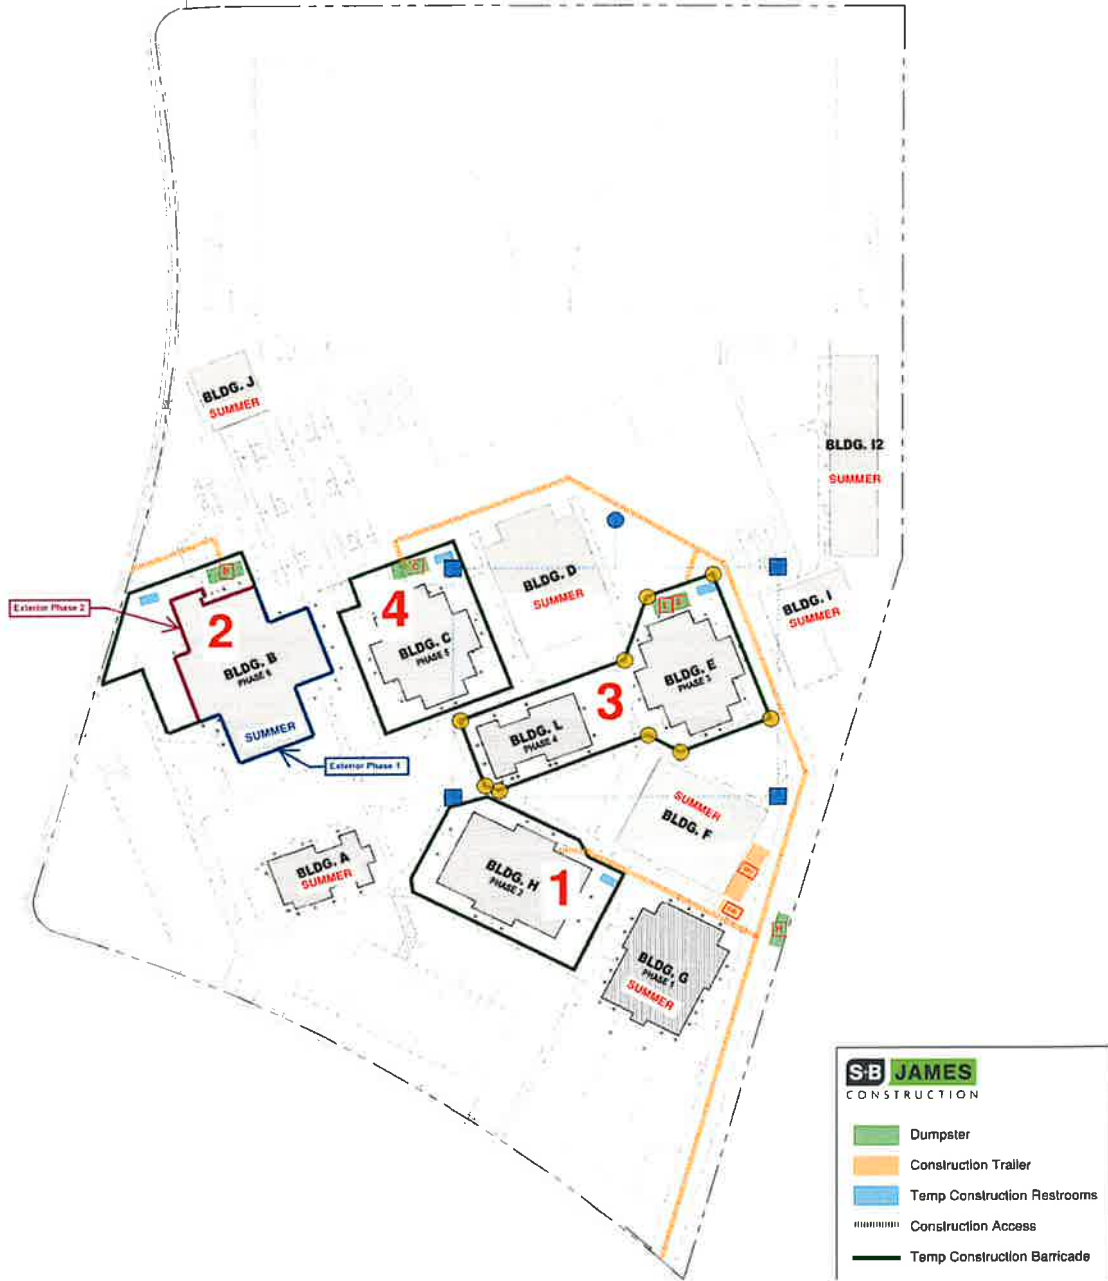 BLDG. J
SUMMER
BLDG. I2
SUMMER
BLDG. D
SUMMER
BLDG. I
SUMMER
Exterior Phase 2
2
BLDG. B
PHASE 6
SUMMER
Exterior Phase 1
4
C
BLDG. C
PHASE 5
L
E
BLDG. E
PHASE 3
3
BLDG. L
PHASE 4
SUMMER
BLDG. F
BLDG. A
SUMMER
BLDG. H
PHASE 2
1
H
BLDG. G
PHASE 1
SUMMER
S+B JAMES
CONSTRUCTION
Dumpster
Construction Trailer
Temp Construction Restrooms
Construction Access
Temp Construction Barricade